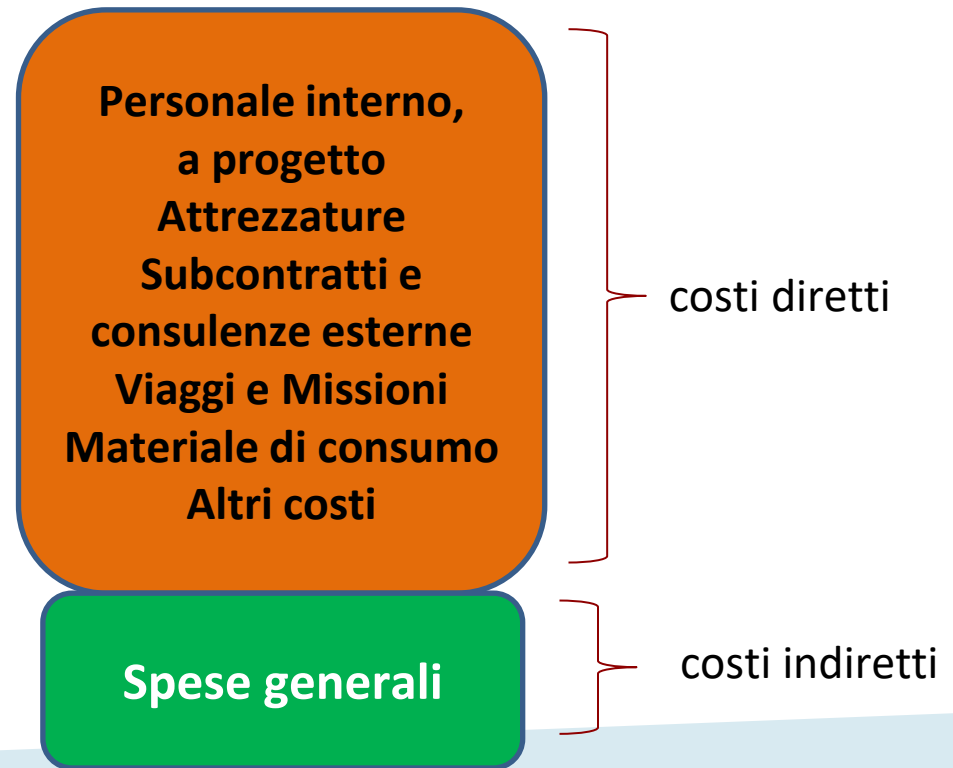 Personale interno,
a progetto
Attrezzature
Subcontratti e
consulenze esterne
Viaggi e Missioni
Materiale di consumo
Altri costi
costi diretti
Spese generali
costi indiretti